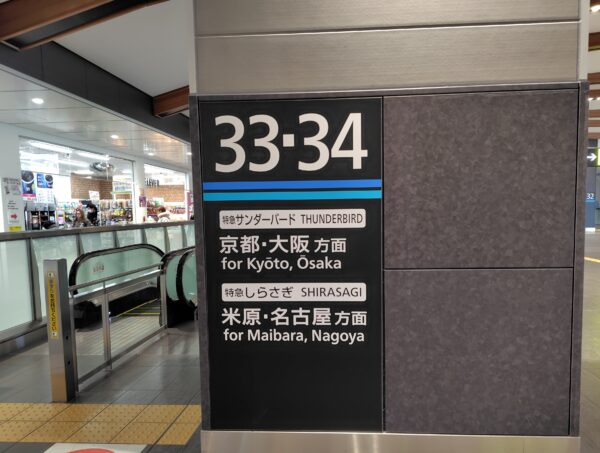 33・34
特急サンダーバード THUNDERBIRD
京都・大阪方面
for Kyōto, Ōsaka
特急しらさぎ SHIRASAGI
米原・名古屋方面
for Maibara, Nagoya
32